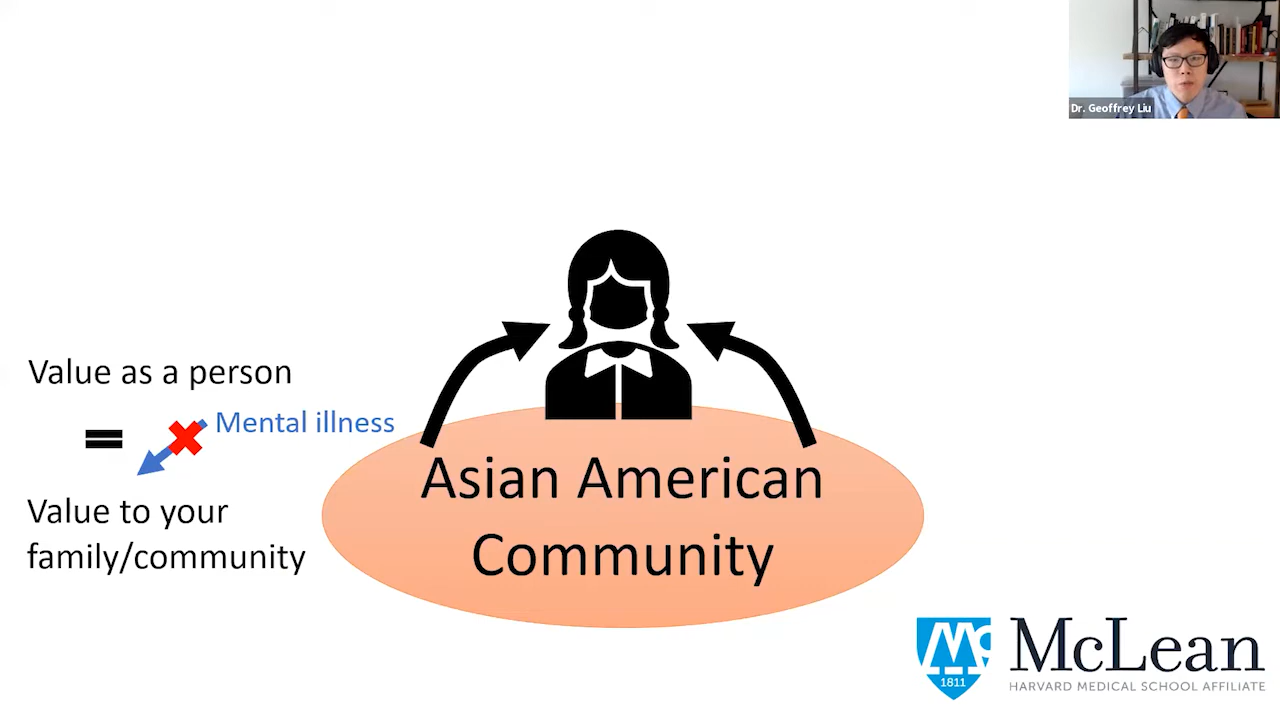 Dr. Geoffrey Liu
Value as a person
=
Mental illness
Value to your
family/community
Asian American
Community
1811
McLean
HARVARD MEDICAL SCHOOL AFFILIATE